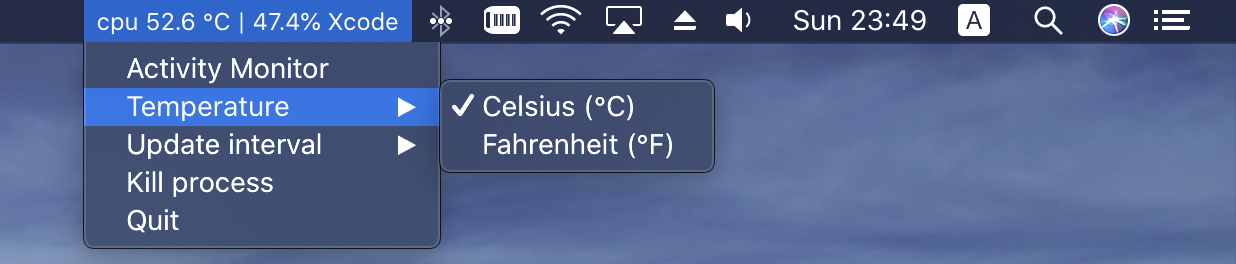 cpu 52.6 °C | 47.4% Xcode Sun 23:49 A
Activity Monitor
Temperature
Celsius (°C)
Update interval
Fahrenheit (°F)
Kill process
Quit